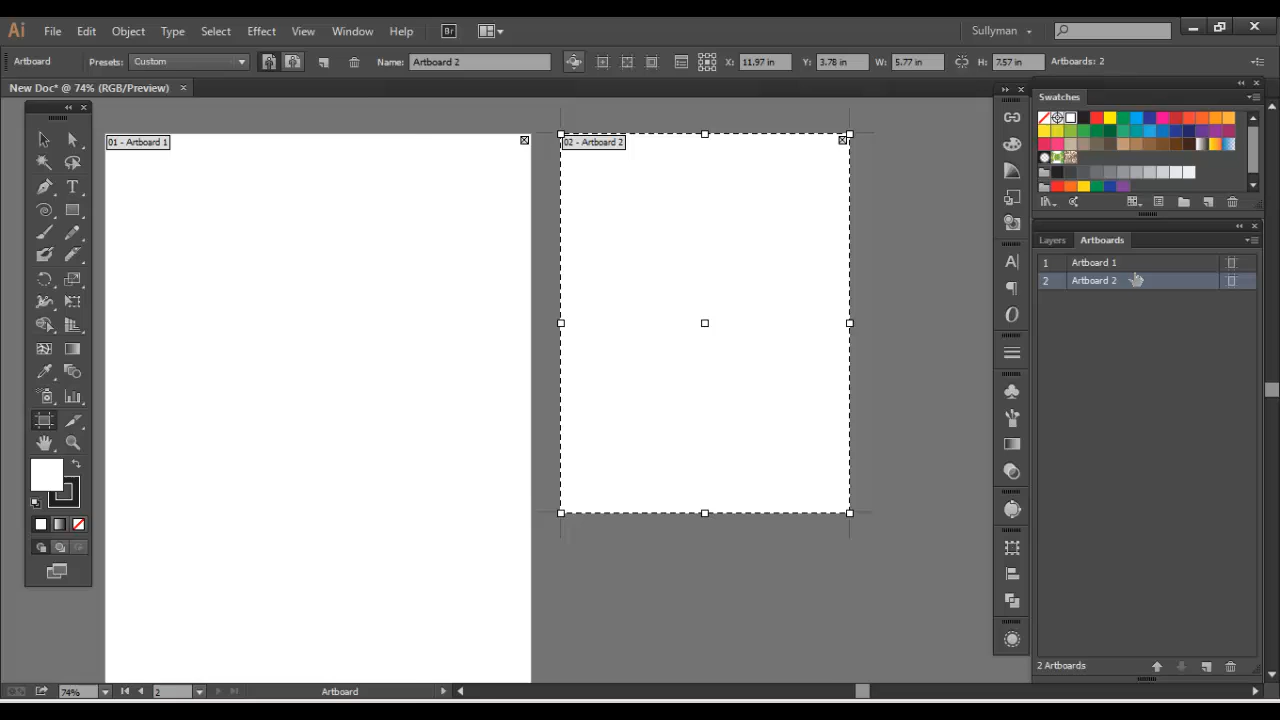 Ai File Edit Object Type Select Effect View Window Help Br Sullyman
Artboard Presets: Custom Name: Artboard 2 X: 11.97 in Y: 3.78 in W: 5.77 in H: 7.57 in Artboards: 2
New Doc* @ 74% (RGB/Preview)
Swatches
01 - Artboard 1
02 - Artboard 2
Layers Artboards
1 Artboard 1
2 Artboard 2
2 Artboards
74% 2 Artboard